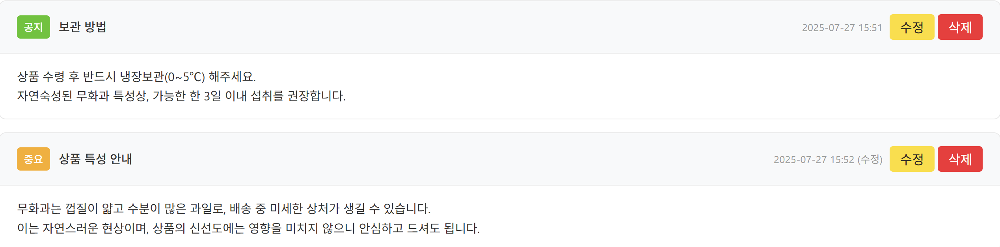 공지 보관 방법 2025-07-27 15:51 수정 삭제
상품 수령 후 반드시 냉장보관(0~5℃) 해주세요.
자연숙성된 무화과 특성상, 가능한 한 3일 이내 섭취를 권장합니다.
중요 상품 특성 안내 2025-07-27 15:52 (수정) 수정 삭제
무화과는 껍질이 얇고 수분이 많은 과일로, 배송 중 미세한 상처가 생길 수 있습니다.
이는 자연스러운 현상이며, 상품의 신선도에는 영향을 미치지 않으니 안심하고 드셔도 됩니다.